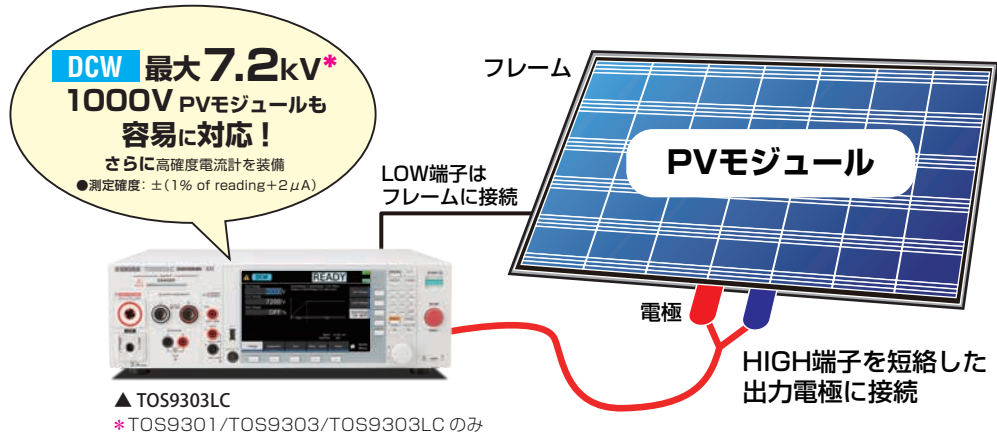 DCW 最大7.2kV*
1000V PVモジュールも
容易に対応!
さらに高確度電流計を装備
●測定確度: ±(1% of reading+2μA)
フレーム
PVモジュール
LOW端子は
フレームに接続
DCW
READY
電極
HIGH端子を短絡した
出力電極に接続
▲ TOS9303LC
*TOS9301/TOS9303/TOS9303LC のみ